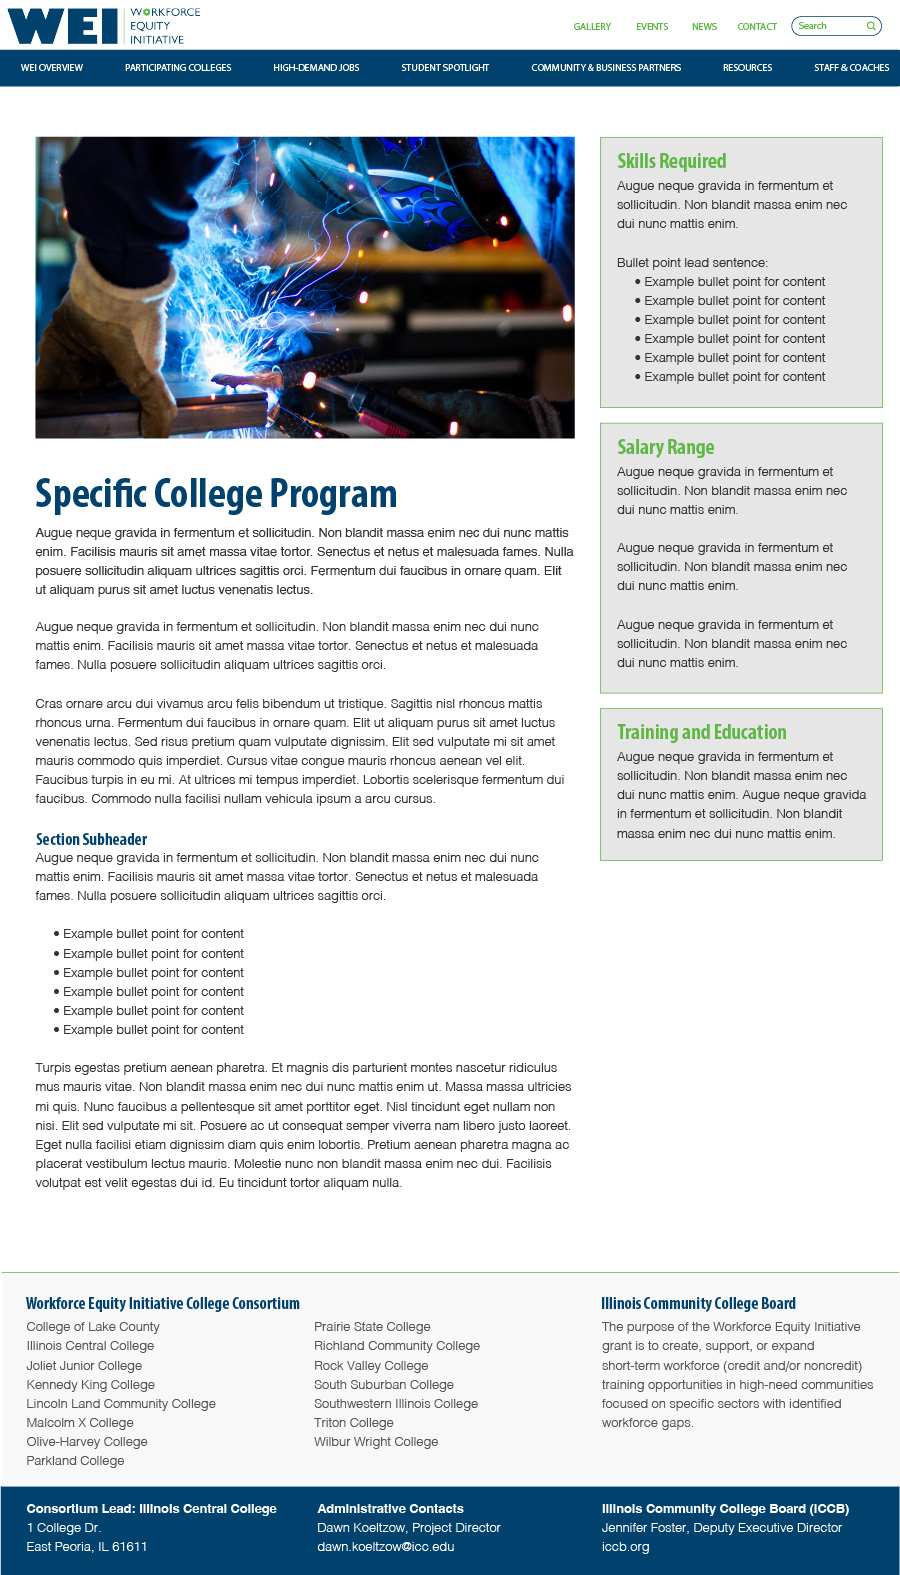 WEI WORKFORCE
EQUITY
INITIATIVE
GALLERY EVENTS NEWS CONTACT Search
WEI OVERVIEW PARTICIPATING COLLEGES HIGH-DEMAND JOBS STUDENT SPOTLIGHT COMMUNITY & BUSINESS PARTNERS RESOURCES STAFF & COACHES
Specific College Program
Augue neque gravida in fermentum et sollicitudin. Non blandit massa enim nec dui nunc mattis
enim. Facilisis mauris sit amet massa vitae tortor. Senectus et netus et malesuada fames. Nulla
posuere sollicitudin aliquam ultrices sagittis orci. Fermentum dui faucibus in ornare quam. Elit
ut aliquam purus sit amet luctus venenatis lectus.
Augue neque gravida in fermentum et sollicitudin. Non blandit massa enim nec dui nunc
mattis enim. Facilisis mauris sit amet massa vitae tortor. Senectus et netus et malesuada
fames. Nulla posuere sollicitudin aliquam ultrices sagittis orci.
Cras ornare arcu dui vivamus arcu felis bibendum ut tristique. Sagittis nisl rhoncus mattis
rhoncus urna. Fermentum dui faucibus in ornare quam. Elit ut aliquam purus sit amet luctus
venenatis lectus. Sed risus pretium quam vulputate dignissim. Elit sed vulputate mi sit amet
mauris commodo quis imperdiet. Cursus vitae congue mauris rhoncus aenean vel elit.
Faucibus turpis in eu mi. At ultrices mi tempus imperdiet. Lobortis scelerisque fermentum dui
faucibus. Commodo nulla facilisi nullam vehicula ipsum a arcu cursus.
Section Subheader
Augue neque gravida in fermentum et sollicitudin. Non blandit massa enim nec dui nunc
mattis enim. Facilisis mauris sit amet massa vitae tortor. Senectus et netus et malesuada
fames. Nulla posuere sollicitudin aliquam ultrices sagittis orci.
• Example bullet point for content
• Example bullet point for content
• Example bullet point for content
• Example bullet point for content
• Example bullet point for content
• Example bullet point for content
Turpis egestas pretium aenean pharetra. Et magnis dis parturient montes nascetur ridiculus
mus mauris vitae. Non blandit massa enim nec dui nunc mattis enim ut. Massa massa ultricies
mi quis. Nunc faucibus a pellentesque sit amet porttitor eget. Nisl tincidunt eget nullam non
nisi. Elit sed vulputate mi sit. Posuere ac ut consequat semper viverra nam libero justo laoreet.
Eget nulla facilisi etiam dignissim diam quis enim lobortis. Pretium aenean pharetra magna ac
placerat vestibulum lectus mauris. Molestie nunc non blandit massa enim nec dui. Facilisis
volutpat est velit egestas dui id. Eu tincidunt tortor aliquam nulla.
Skills Required
Augue neque gravida in fermentum et
sollicitudin. Non blandit massa enim nec
dui nunc mattis enim.
Bullet point lead sentence:
• Example bullet point for content
• Example bullet point for content
• Example bullet point for content
• Example bullet point for content
• Example bullet point for content
• Example bullet point for content
Salary Range
Augue neque gravida in fermentum et
sollicitudin. Non blandit massa enim nec
dui nunc mattis enim.
Augue neque gravida in fermentum et
sollicitudin. Non blandit massa enim nec
dui nunc mattis enim.
Augue neque gravida in fermentum et
sollicitudin. Non blandit massa enim nec
dui nunc mattis enim.
Training and Education
Augue neque gravida in fermentum et
sollicitudin. Non blandit massa enim nec
dui nunc mattis enim. Augue neque gravida
in fermentum et sollicitudin. Non blandit
massa enim nec dui nunc mattis enim.
Workforce Equity Initiative College Consortium
College of Lake County
Illinois Central College
Joliet Junior College
Kennedy King College
Lincoln Land Community College
Malcolm X College
Olive-Harvey College
Parkland College
Prairie State College
Richland Community College
Rock Valley College
South Suburban College
Southwestern Illinois College
Triton College
Wilbur Wright College
Illinois Community College Board
The purpose of the Workforce Equity Initiative
grant is to create, support, or expand
short-term workforce (credit and/or noncredit)
training opportunities in high-need communities
focused on specific sectors with identified
workforce gaps.
Consortium Lead: Illinois Central College
1 College Dr.
East Peoria, IL 61611
Administrative Contacts
Dawn Koeltzow, Project Director
dawn.koeltzow@icc.edu
Illinois Community College Board (ICCB)
Jennifer Foster, Deputy Executive Director
iccb.org